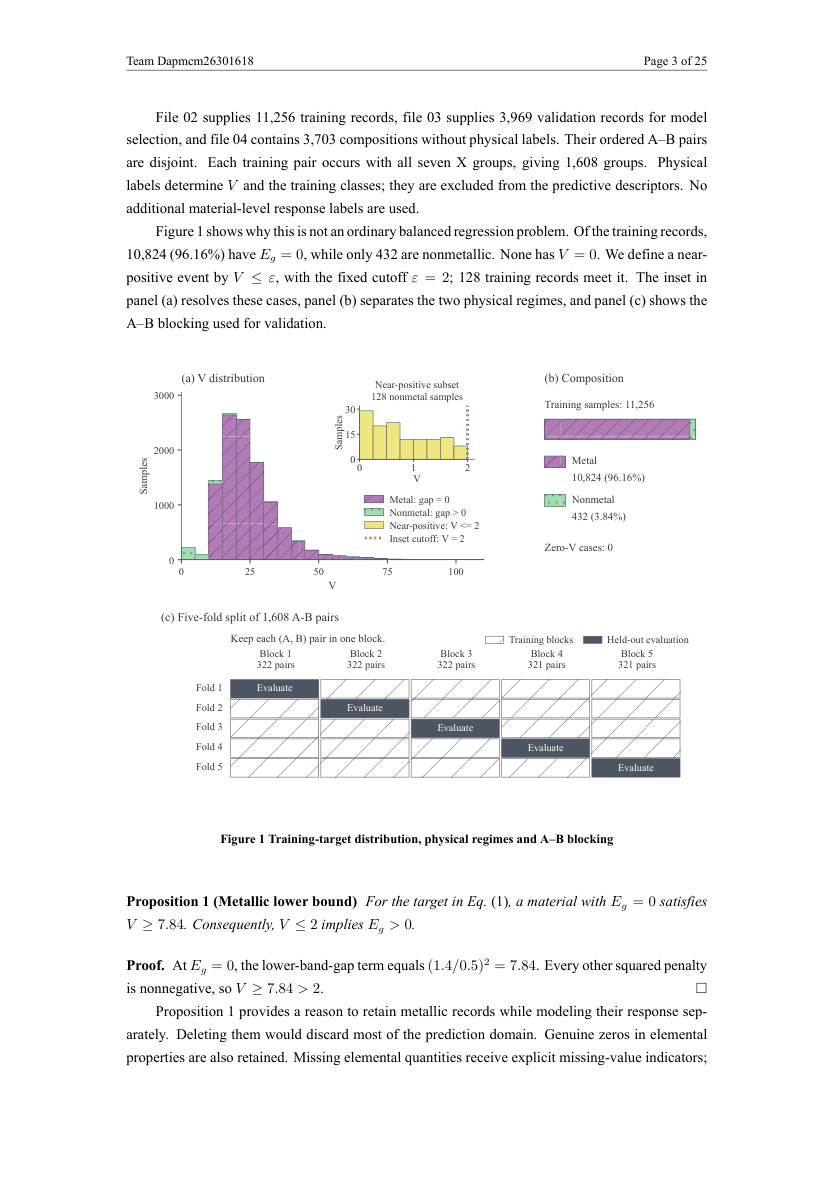 Team Dapmcm26301618 Page 3 of 25
File 02 supplies 11,256 training records, file 03 supplies 3,969 validation records for model
selection, and file 04 contains 3,703 compositions without physical labels. Their ordered A–B pairs
are disjoint. Each training pair occurs with all seven X groups, giving 1,608 groups. Physical
labels determine V and the training classes; they are excluded from the predictive descriptors. No
additional material-level response labels are used.
Figure 1 shows why this is not an ordinary balanced regression problem. Of the training records,
10,824 (96.16%) have E_g = 0, while only 432 are nonmetallic. None has V = 0. We define a near-
positive event by V ≤ ε, with the fixed cutoff ε = 2; 128 training records meet it. The inset in
panel (a) resolves these cases, panel (b) separates the two physical regimes, and panel (c) shows the
A–B blocking used for validation.
(a) V distribution
3000
2000
1000
0
Samples
0 25 50 75 100
V
Near-positive subset
128 nonmetal samples
30
15
0
Samples
0 1 2
V
Metal: gap = 0
Nonmetal: gap > 0
Near-positive: V <= 2
Inset cutoff: V = 2
(b) Composition
Training samples: 11,256
Metal
10,824 (96.16%)
Nonmetal
432 (3.84%)
Zero-V cases: 0
(c) Five-fold split of 1,608 A-B pairs
Keep each (A, B) pair in one block.
Training blocks Held-out evaluation
Block 1 Block 2 Block 3 Block 4 Block 5
322 pairs 322 pairs 322 pairs 321 pairs 321 pairs
Fold 1 Evaluate
Fold 2 Evaluate
Fold 3 Evaluate
Fold 4 Evaluate
Fold 5 Evaluate
Figure 1 Training-target distribution, physical regimes and A–B blocking
Proposition 1 (Metallic lower bound) For the target in Eq. (1), a material with E_g = 0 satisfies
V ≥ 7.84. Consequently, V ≤ 2 implies E_g > 0.
Proof. At E_g = 0, the lower-band-gap term equals (1.4/0.5)² = 7.84. Every other squared penalty
is nonnegative, so V ≥ 7.84 > 2. □
Proposition 1 provides a reason to retain metallic records while modeling their response sep-
arately. Deleting them would discard most of the prediction domain. Genuine zeros in elemental
properties are also retained. Missing elemental quantities receive explicit missing-value indicators;